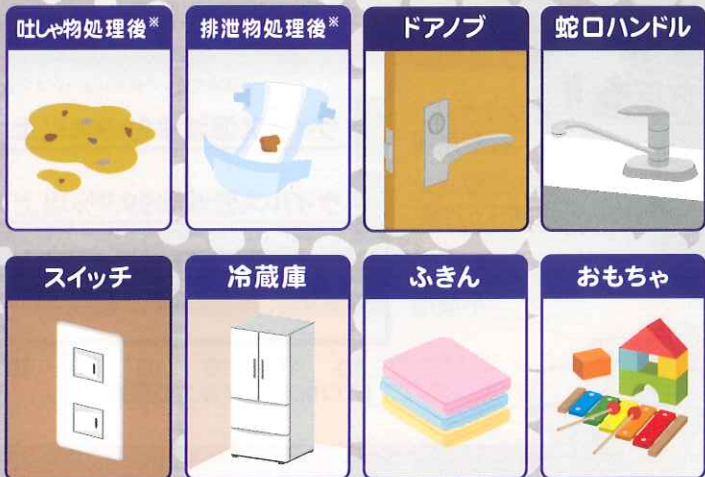 吐しゃ物処理後※
排泄物処理後※
ドアノブ
蛇口ハンドル
スイッチ
冷蔵庫
ふきん
おもちゃ